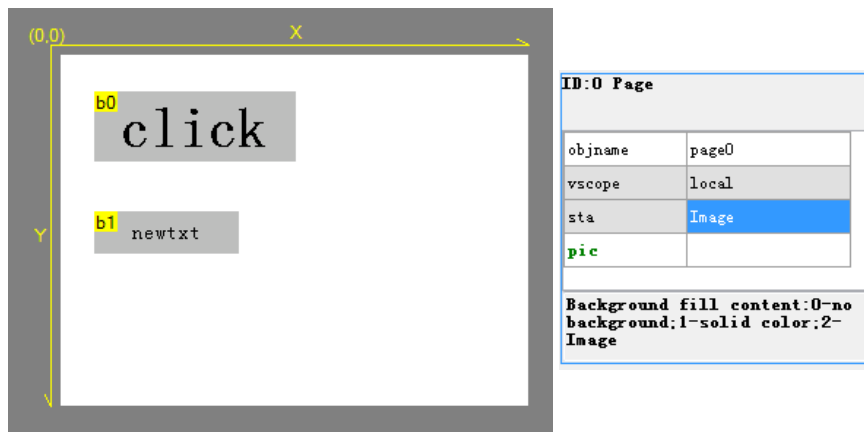 (0,0)
X
Y
b0
click
b1
newtxt
ID:0 Page
objname page0
vscope local
sta Image
pic
Background fill content:0-no
background;1-solid color;2-
Image